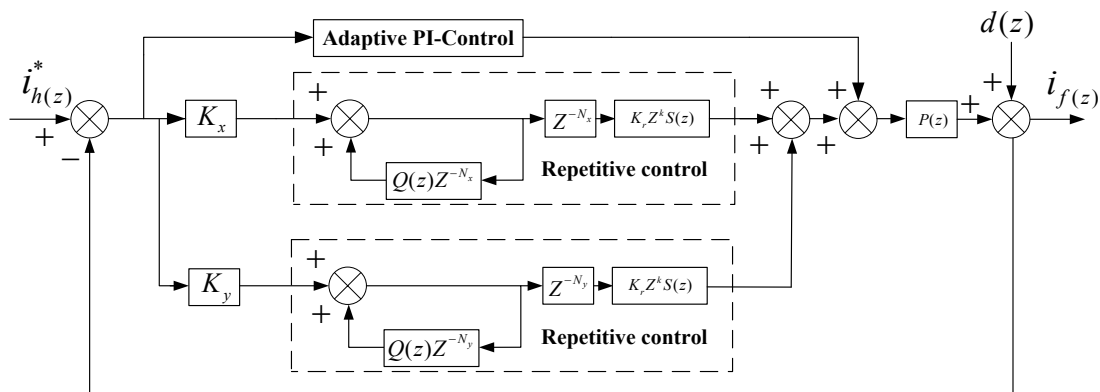 Adaptive PI-Control
d(z)
i*h(z)
+
−
Kx
+
+
Z^{-Nx}
KrZ^kS(z)
Q(z)Z^{-Nx}
Repetitive control
+
+
+
+
P(z)
+
+
if(z)
Ky
+
+
Z^{-Ny}
KrZ^kS(z)
Q(z)Z^{-Ny}
Repetitive control